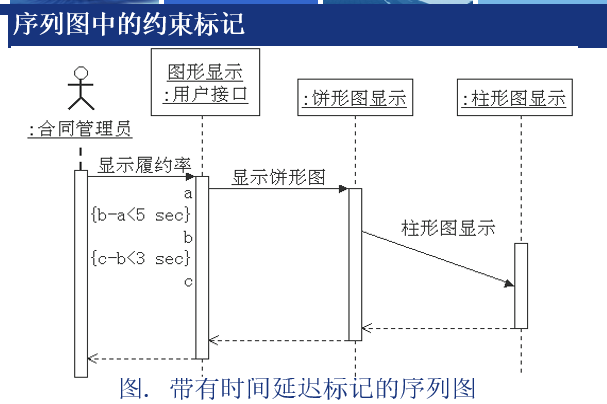 序列图中的约束标记
图形显示
:用户接口
:饼形图显示
:柱形图显示
:合同管理员
显示履约率
显示饼形图
a
{b-a<5 sec}
b
柱形图显示
{c-b<3 sec}
c
图. 带有时间延迟标记的序列图